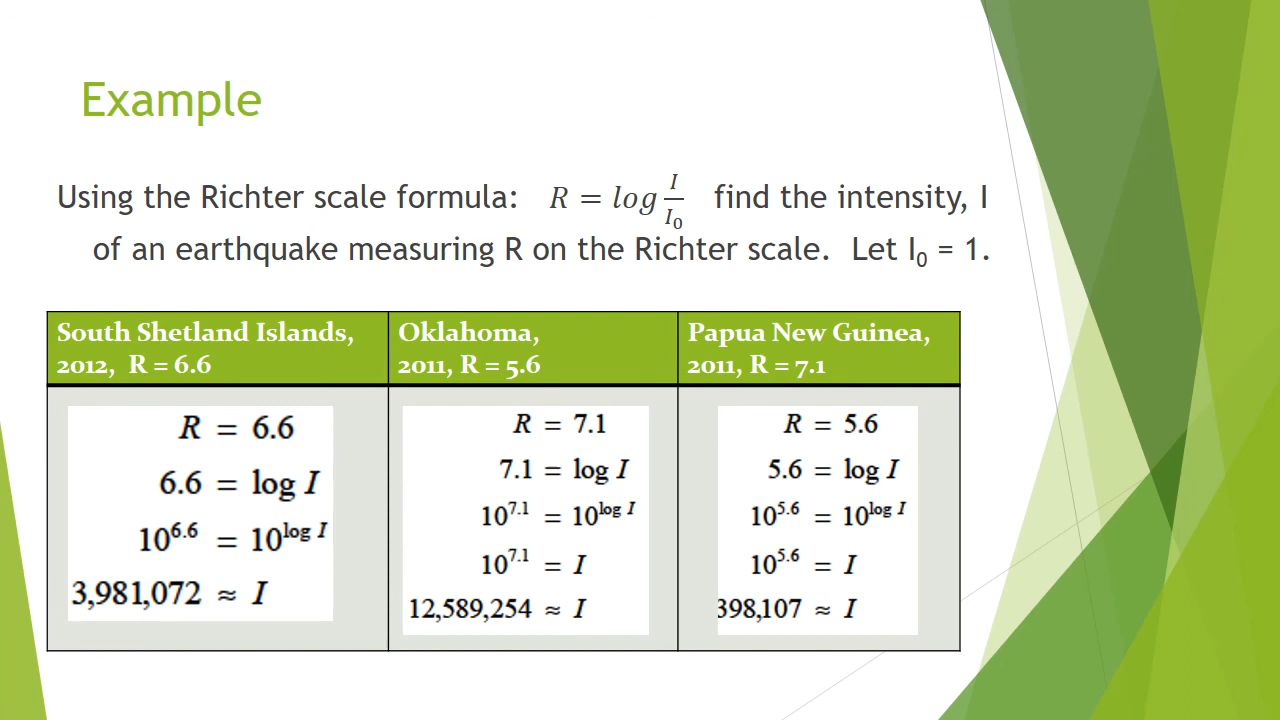 Example
Using the Richter scale formula: R = log I/I₀ find the intensity, I
of an earthquake measuring R on the Richter scale. Let I₀ = 1.
South Shetland Islands,
2012, R = 6.6
R = 6.6
6.6 = log I
10^6.6 = 10^log I
3,981,072 ≈ I
Oklahoma,
2011, R = 5.6
R = 7.1
7.1 = log I
10^7.1 = 10^log I
10^7.1 = I
12,589,254 ≈ I
Papua New Guinea,
2011, R = 7.1
R = 5.6
5.6 = log I
10^5.6 = 10^log I
10^5.6 = I
398,107 ≈ I